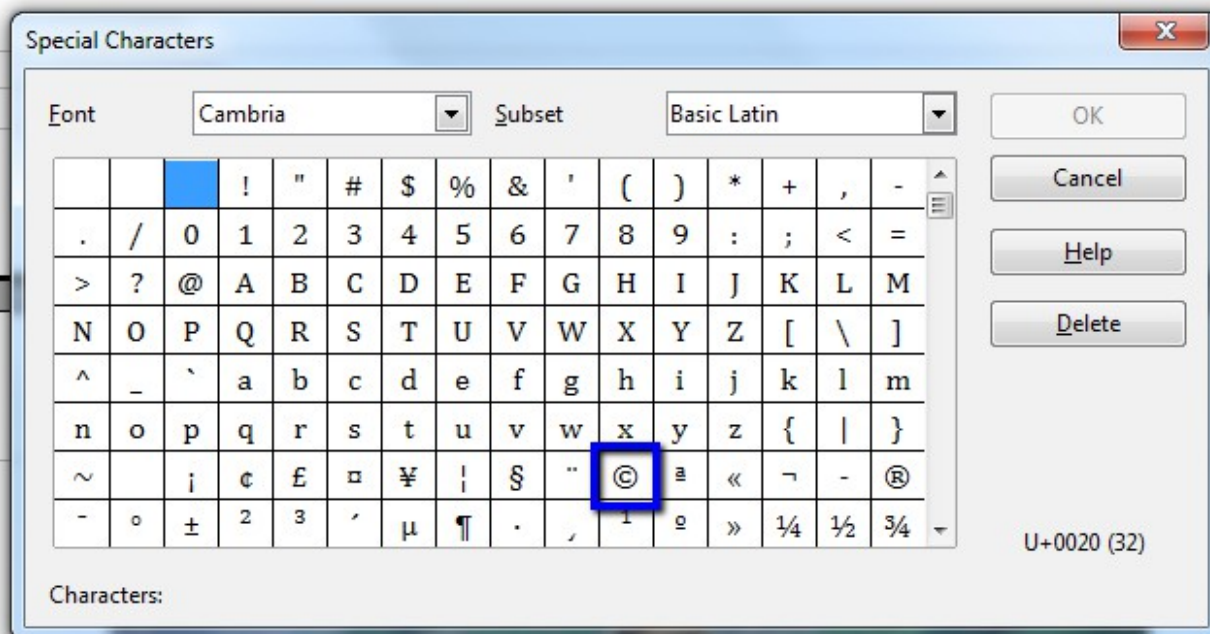 Special Characters
Font Cambria Subset Basic Latin OK
! " # $ % & ' ( ) * + , - Cancel
. / 0 1 2 3 4 5 6 7 8 9 : ; < =
Help
> ? @ A B C D E F G H I J K L M
N O P Q R S T U V W X Y Z [ \ ] Delete
^ _ ` a b c d e f g h i j k l m
n o p q r s t u v w x y z { | }
~ ¡ ¢ £ ¤ ¥ ¦ § ¨ © ª « ¬ - ®
¯ ° ± ² ³ ´ µ ¶ · ¸ ¹ º » ¼ ½ ¾
U+0020 (32)
Characters: